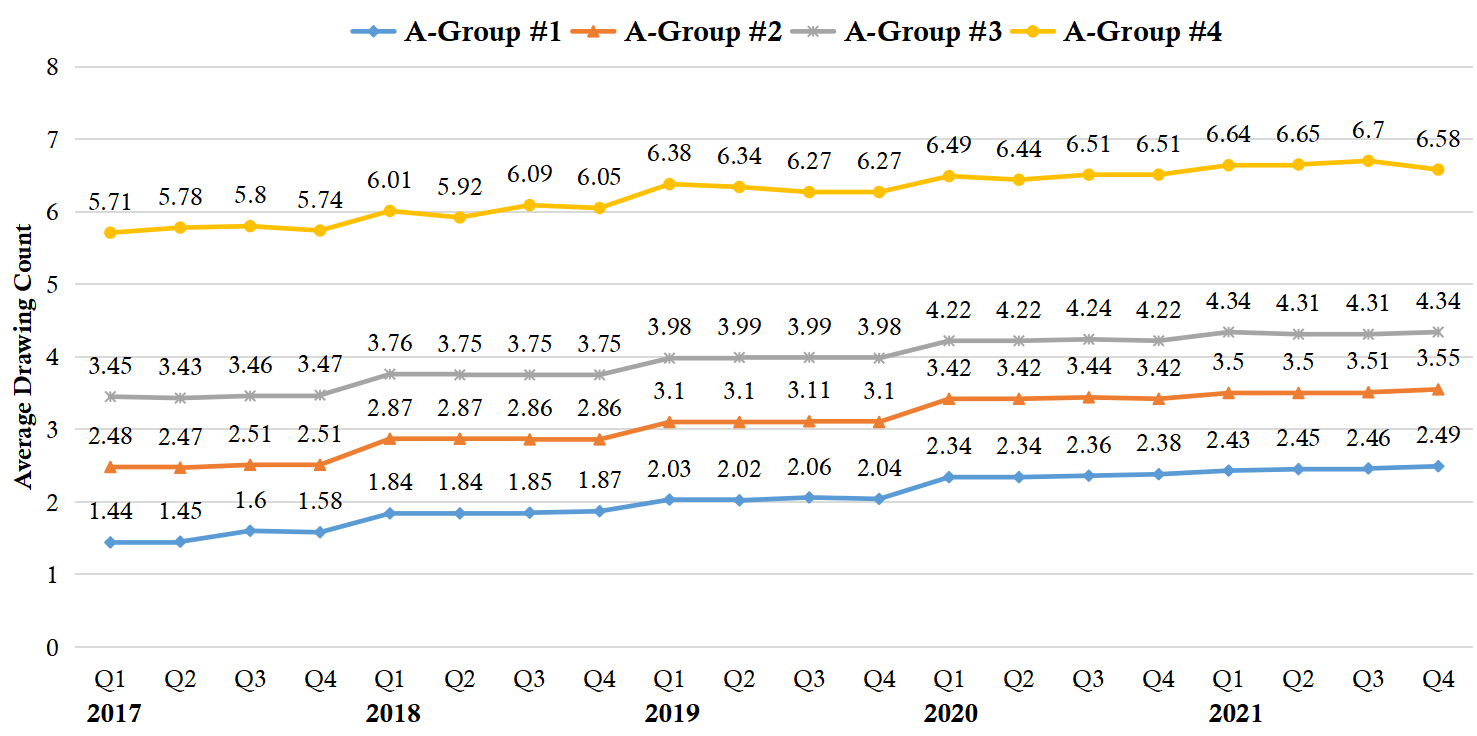 A-Group #1 A-Group #2 A-Group #3 A-Group #4
Average Drawing Count
8
7
6
5
4
3
2
1
0
5.71 5.78 5.8 5.74 6.01 5.92 6.09 6.05 6.38 6.34 6.27 6.27 6.49 6.44 6.51 6.51 6.64 6.65 6.7 6.58
3.45 3.43 3.46 3.47 3.76 3.75 3.75 3.75 3.98 3.99 3.99 3.98 4.22 4.22 4.24 4.22 4.34 4.31 4.31 4.34
2.48 2.47 2.51 2.51 2.87 2.87 2.86 2.86 3.1 3.1 3.11 3.1 3.42 3.42 3.44 3.42 3.5 3.5 3.51 3.55
1.44 1.45 1.6 1.58 1.84 1.84 1.85 1.87 2.03 2.02 2.06 2.04 2.34 2.34 2.36 2.38 2.43 2.45 2.46 2.49
Q1 Q2 Q3 Q4 Q1 Q2 Q3 Q4 Q1 Q2 Q3 Q4 Q1 Q2 Q3 Q4 Q1 Q2 Q3 Q4
2017 2018 2019 2020 2021